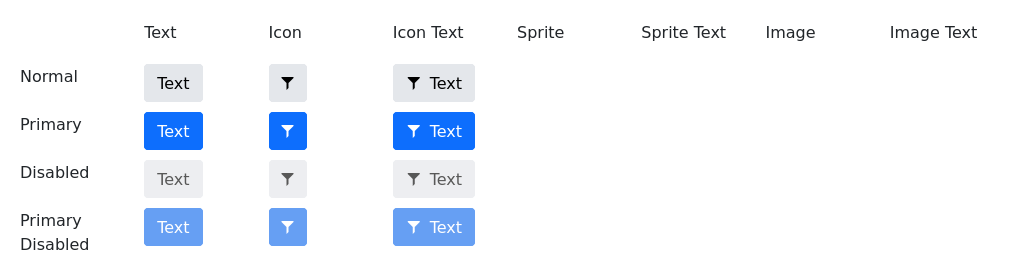 Text Icon Icon Text Sprite Sprite Text Image Image Text
Normal Text Text
Primary Text Text
Disabled Text Text
Primary Disabled Text Text